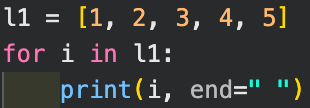 l1 = [1, 2, 3, 4, 5]
for i in l1:
    print(i, end=" ")